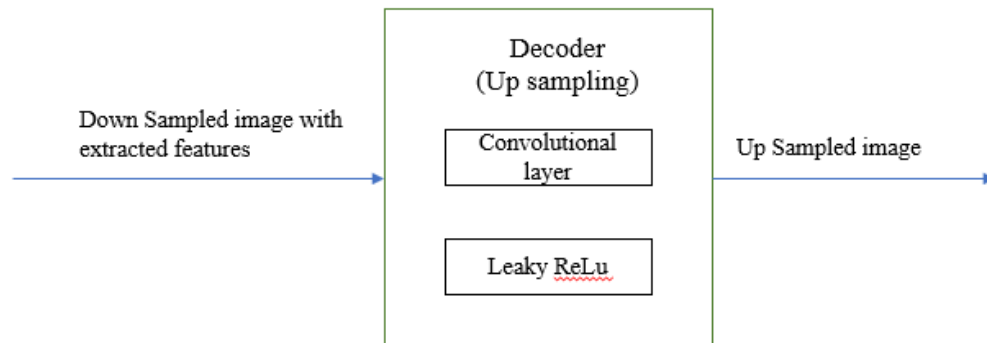 Decoder
(Up sampling)
Down Sampled image with
extracted features
Convolutional
layer
Up Sampled image
Leaky ReLu